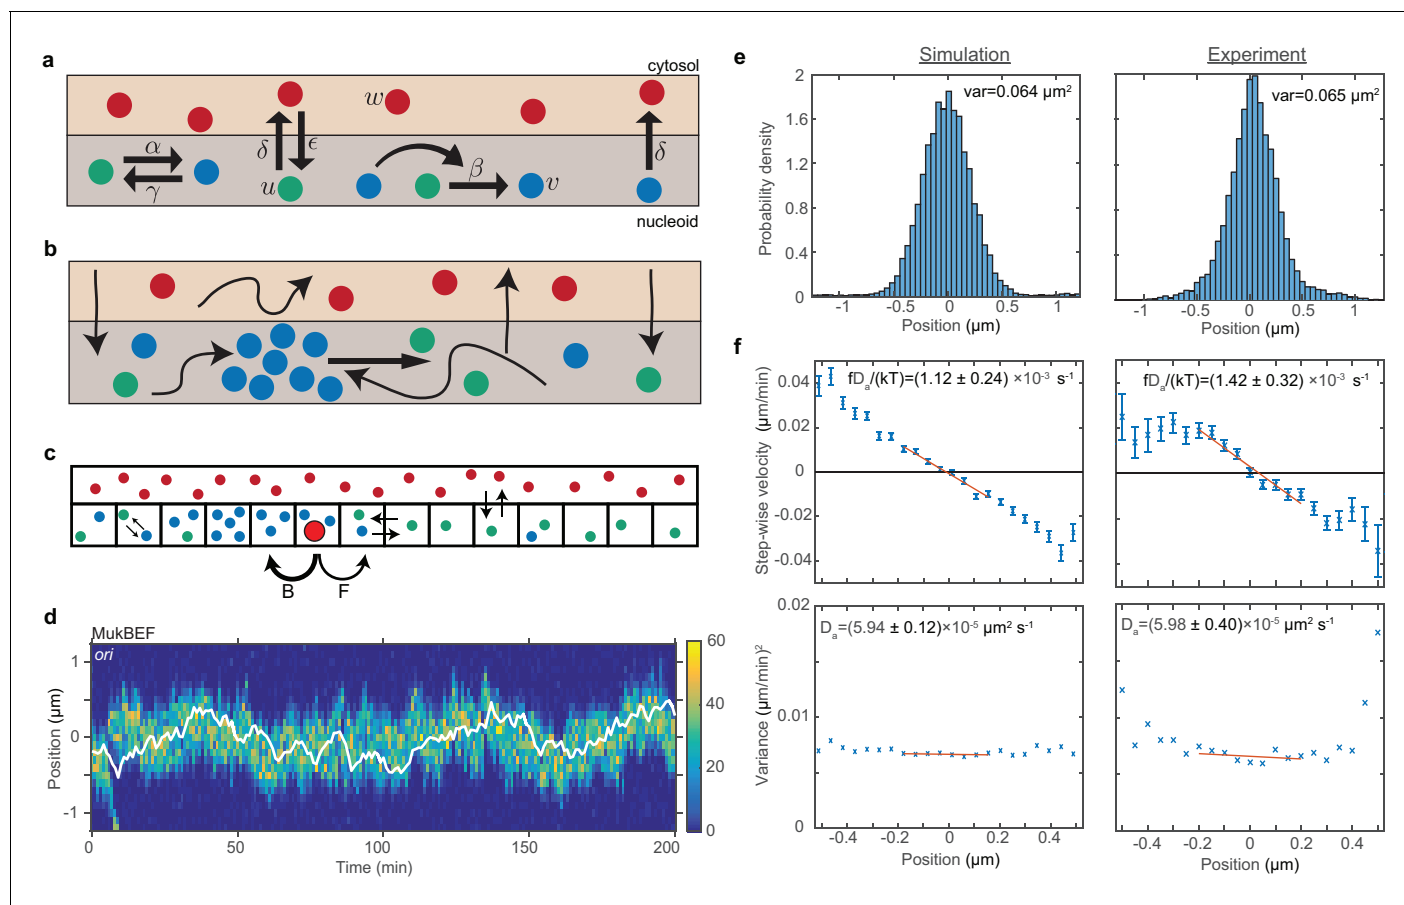 a
cytosol
w
α
γ
δ
ϵ
u
β
v
δ
nucleoid
b
c
B
F
d
MukBEF
ori
Position (µm)
1
0
-1
0
50
100
150
200
Time (min)
60
40
20
0
e
Simulation
Experiment
Probability density
2
1.6
1.2
0.8
0.4
0
var=0.064 µm²
var=0.065 µm²
-1
-0.5
0
0.5
1
Position (µm)
-1
-0.5
0
0.5
1
Position (µm)
f
Step-wise velocity (µm/min)
0.04
0.02
0
-0.02
-0.04
fDₐ/(kT)=(1.12 ± 0.24) ×10⁻³ s⁻¹
fDₐ/(kT)=(1.42 ± 0.32) ×10⁻³ s⁻¹
Variance (µm/min)²
0.02
0.01
0
Dₐ=(5.94 ± 0.12)×10⁻⁵ µm² s⁻¹
Dₐ=(5.98 ± 0.40)×10⁻⁵ µm² s⁻¹
-0.4
-0.2
0
0.2
0.4
Position (µm)
-0.4
-0.2
0
0.2
0.4
Position (µm)